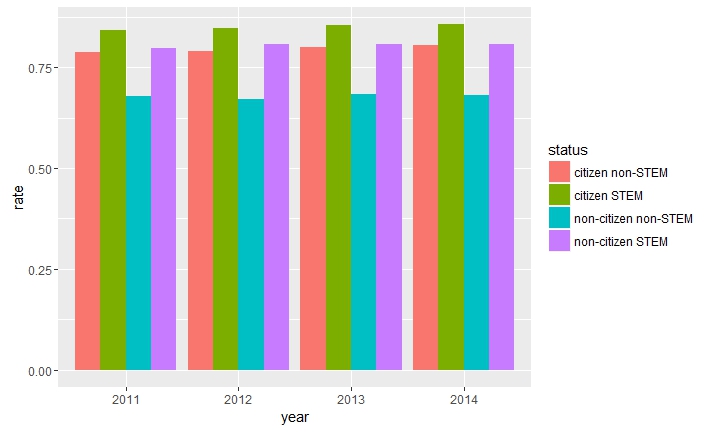 0.75
0.50
0.25
0.00
rate
2011 2012 2013 2014
year
status
citizen non-STEM
citizen STEM
non-citizen non-STEM
non-citizen STEM